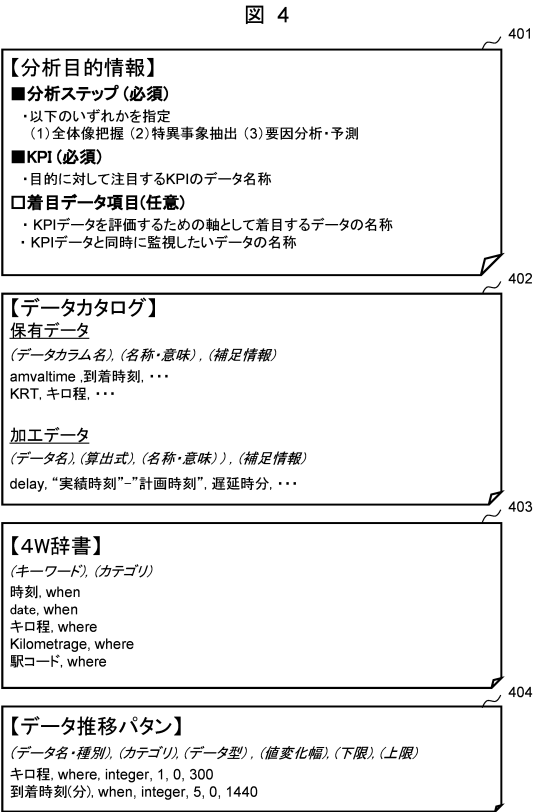 図 4
401
【分析目的情報】
■分析ステップ(必須)
・以下のいずれかを指定
(1)全体像把握 (2)特異事象抽出 (3)要因分析・予測
■KPI(必須)
・目的に対して注目するKPIのデータ名称
□着目データ項目(任意)
・ KPIデータを評価するための軸として着目するデータの名称
・ KPIデータと同時に監視したいデータの名称
402
【データカタログ】
保有データ
(データカラム名), (名称・意味) , (補足情報)
amvaltime ,到着時刻, ・・・
KRT, キロ程, ・・・
加工データ
(データ名), (算出式), (名称・意味) ) , (補足情報)
delay, “実績時刻”-”計画時刻”, 遅延時分, ・・・
403
【4W辞書】
(キーワード), (カテゴリ)
時刻, when
date, when
キロ程, where
Kilometrage, where
駅コード, where
404
【データ推移パタン】
(データ名・種別), (カテゴリ), (データ型) , (値変化幅), (下限), (上限)
キロ程, where, integer, 1, 0, 300
到着時刻(分), when, integer, 5, 0, 1440